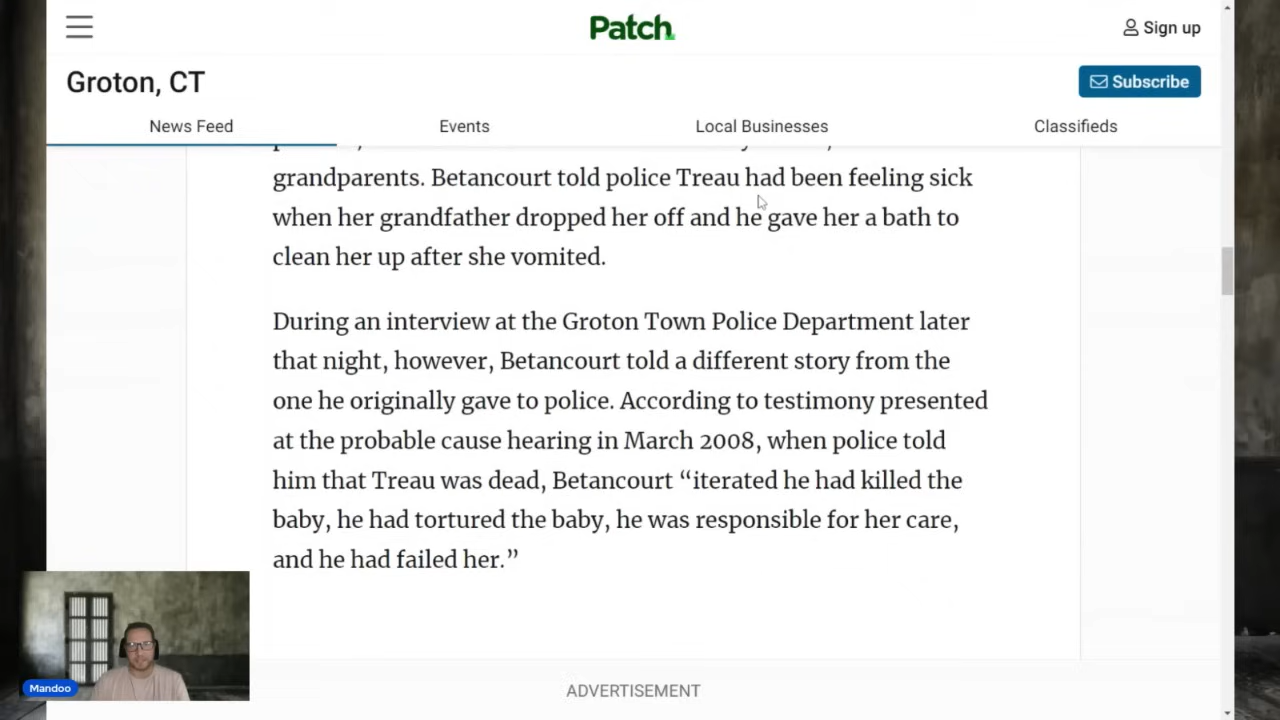 Patch
Sign up
Groton, CT
Subscribe
News Feed
Events
Local Businesses
Classifieds
grandparents. Betancourt told police Treau had been feeling sick
when her grandfather dropped her off and he gave her a bath to
clean her up after she vomited.
During an interview at the Groton Town Police Department later
that night, however, Betancourt told a different story from the
one he originally gave to police. According to testimony presented
at the probable cause hearing in March 2008, when police told
him that Treau was dead, Betancourt “iterated he had killed the
baby, he had tortured the baby, he was responsible for her care,
and he had failed her.”
Mandoo
ADVERTISEMENT